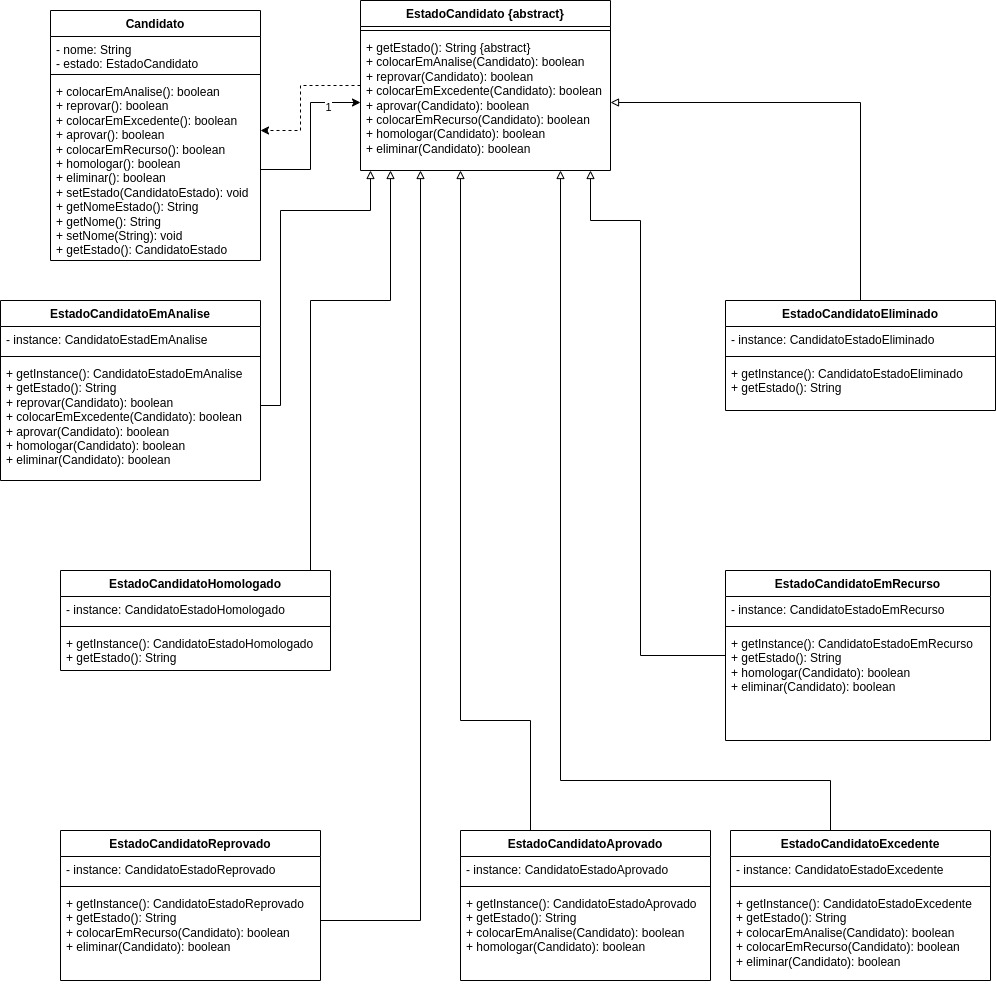 Candidato
- nome: String
- estado: EstadoCandidato
+ colocarEmAnalise(): boolean
+ reprovar(): boolean
+ colocarEmExcedente(): boolean
+ aprovar(): boolean
+ colocarEmRecurso(): boolean
+ homologar(): boolean
+ eliminar(): boolean
+ setEstado(CandidatoEstado): void
+ getNomeEstado(): String
+ getNome(): String
+ setNome(String): void
+ getEstado(): CandidatoEstado
1
EstadoCandidato {abstract}
+ getEstado(): String {abstract}
+ colocarEmAnalise(Candidato): boolean
+ reprovar(Candidato): boolean
+ colocarEmExcedente(Candidato): boolean
+ aprovar(Candidato): boolean
+ colocarEmRecurso(Candidato): boolean
+ homologar(Candidato): boolean
+ eliminar(Candidato): boolean
EstadoCandidatoEmAnalise
- instance: CandidatoEstadEmAnalise
+ getInstance(): CandidatoEstadoEmAnalise
+ getEstado(): String
+ reprovar(Candidato): boolean
+ colocarEmExcedente(Candidato): boolean
+ aprovar(Candidato): boolean
+ homologar(Candidato): boolean
+ eliminar(Candidato): boolean
EstadoCandidatoEliminado
- instance: CandidatoEstadoEliminado
+ getInstance(): CandidatoEstadoEliminado
+ getEstado(): String
EstadoCandidatoHomologado
- instance: CandidatoEstadoHomologado
+ getInstance(): CandidatoEstadoHomologado
+ getEstado(): String
EstadoCandidatoEmRecurso
- instance: CandidatoEstadoEmRecurso
+ getInstance(): CandidatoEstadoEmRecurso
+ getEstado(): String
+ homologar(Candidato): boolean
+ eliminar(Candidato): boolean
EstadoCandidatoReprovado
- instance: CandidatoEstadoReprovado
+ getInstance(): CandidatoEstadoReprovado
+ getEstado(): String
+ colocarEmRecurso(Candidato): boolean
+ eliminar(Candidato): boolean
EstadoCandidatoAprovado
- instance: CandidatoEstadoAprovado
+ getInstance(): CandidatoEstadoAprovado
+ getEstado(): String
+ colocarEmAnalise(Candidato): boolean
+ homologar(Candidato): boolean
EstadoCandidatoExcedente
- instance: CandidatoEstadoExcedente
+ getInstance(): CandidatoEstadoExcedente
+ getEstado(): String
+ colocarEmAnalise(Candidato): boolean
+ colocarEmRecurso(Candidato): boolean
+ eliminar(Candidato): boolean